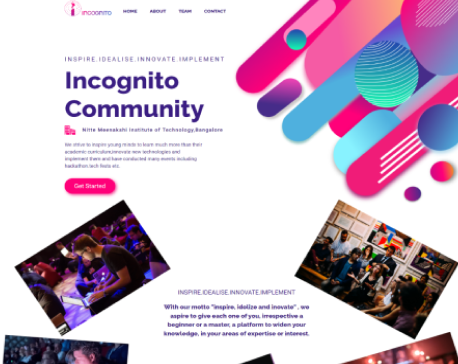 incognito HOME ABOUT TEAM CONTACT
INSPIRE.IDEALISE.INNOVATE.IMPLEMENT
Incognito
Community
Nitte Meenakshi Institute of Technology,Bangalore
We strive to inspire young minds to learn much more than their
academic curriculum,innovate new technologies and
implement them and have conducted many events including
hackathon,tech fests etc.
Get Started
INSPIRE.IDEALISE.INNOVATE.IMPLEMENT
With our motto "inspire, idolize and inovate" , we
aspire to give each one of you, irrespective a
beginner or a master, a platform to widen your
knowledge, in your areas of expertise or interest.